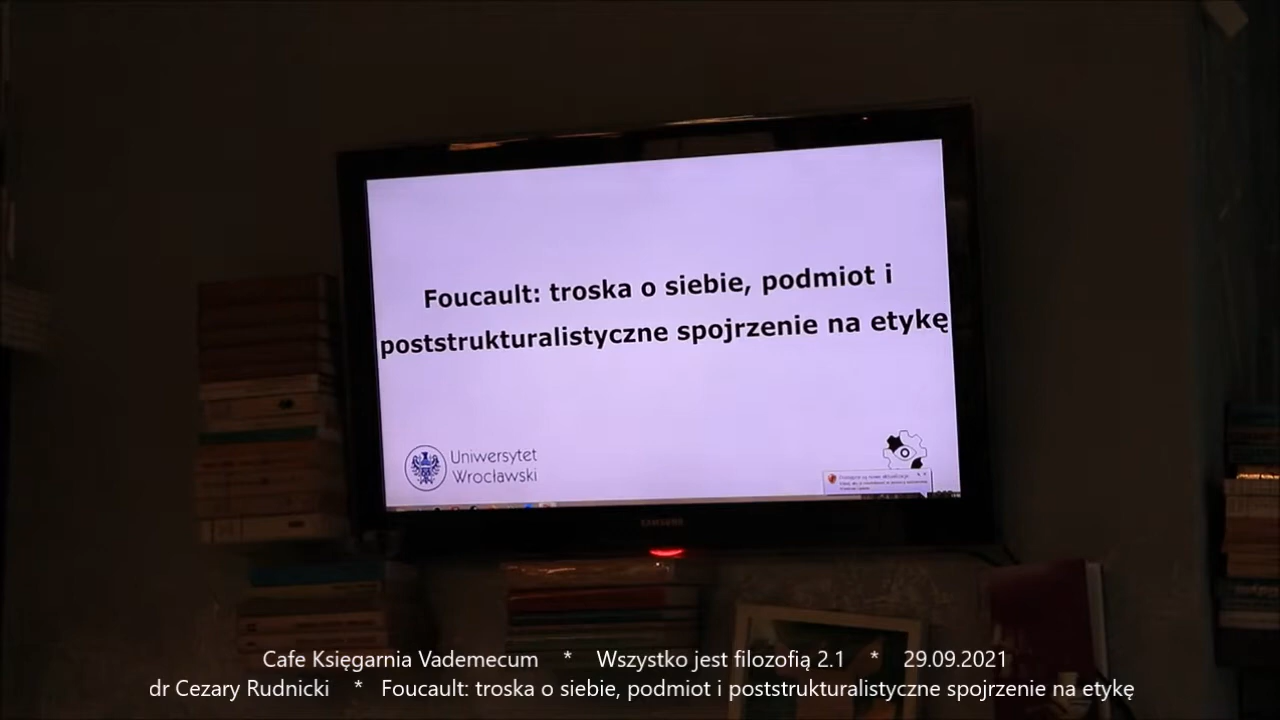 Foucault: troska o siebie, podmiot i
poststrukturalistyczne spojrzenie na etykę
Uniwersytet
Wrocławski
SAMSUNG
Cafe Księgarnia Vademecum * Wszystko jest filozofią 2.1 * 29.09.2021
dr Cezary Rudnicki * Foucault: troska o siebie, podmiot i poststrukturalistyczne spojrzenie na etykę